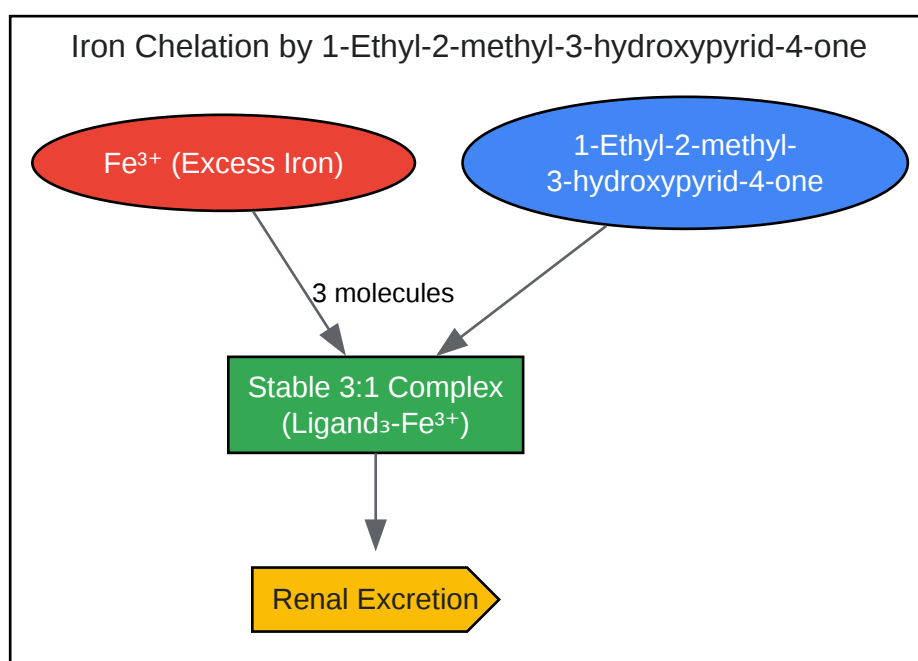 Iron Chelation by 1-Ethyl-2-methyl-3-hydroxypyrid-4-one
Fe³⁺ (Excess Iron)
1-Ethyl-2-methyl-
3-hydroxypyrid-4-one
3 molecules
Stable 3:1 Complex
(Ligand₃-Fe³⁺)
Renal Excretion